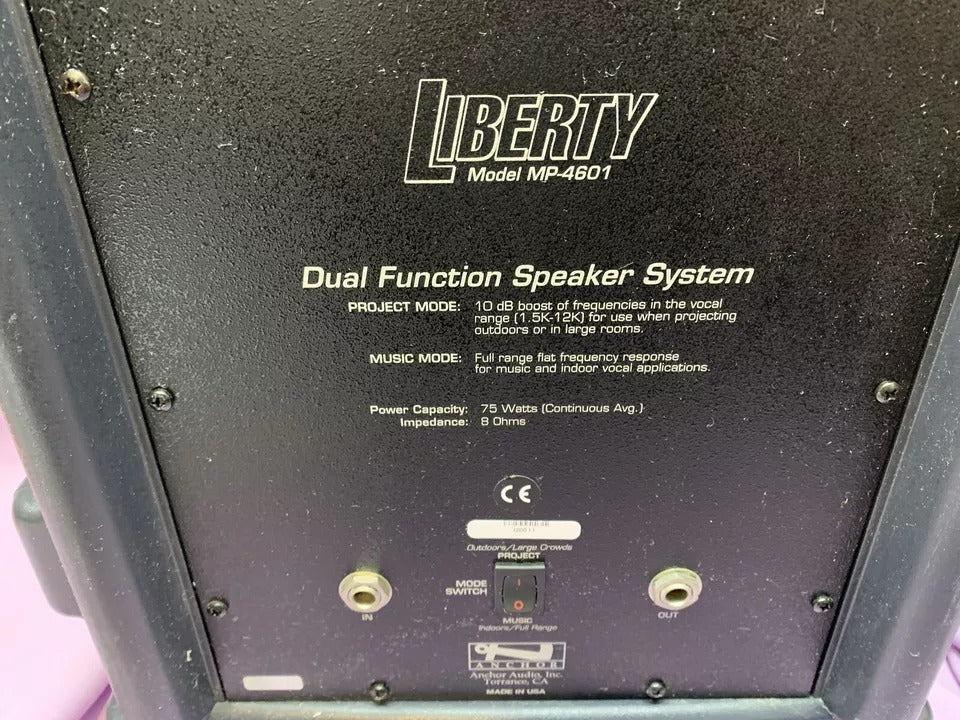 LIBERTY
Model MP-4601
Dual Function Speaker System
PROJECT MODE: 10 dB boost of frequencies in the vocal
range (1.5K-12K) for use when projecting
outdoors or in large rooms.
MUSIC MODE: Full range flat frequency response
for music and indoor vocal applications.
Power Capacity: 75 Watts (Continuous Avg.)
Impedance: 8 Ohms
CE
Outdoors/Large Crowds
PROJECT
MODE
SWITCH
IN
OUT
MUSIC
Indoors/Full Range
ANCHOR
Anchor Audio, Inc.
Torrance, CA
MADE IN USA